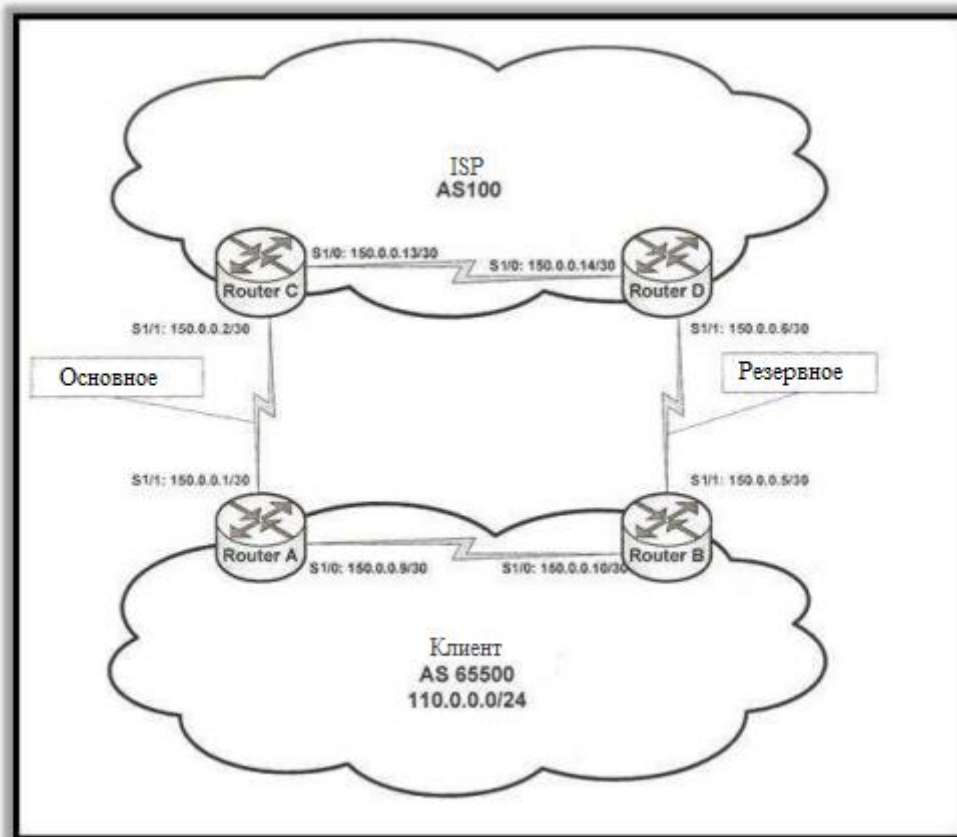 ISP
AS100
S1/0: 150.0.0.13/30
S1/0: 150.0.0.14/30
Router C
Router D
S1/1: 150.0.0.2/30
S1/1: 150.0.0.6/30
Основное
Резервное
S1/1: 150.0.0.1/30
S1/1: 150.0.0.5/30
Router A
Router B
S1/0: 150.0.0.9/30
S1/0: 150.0.0.10/30
Клиент
AS 65500
110.0.0.0/24